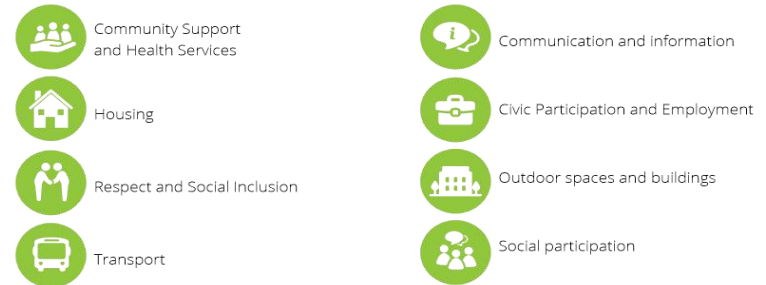 Community Support
and Health Services
Housing
Respect and Social Inclusion
Transport
i
Communication and information
Civic Participation and Employment
Outdoor spaces and buildings
Social participation